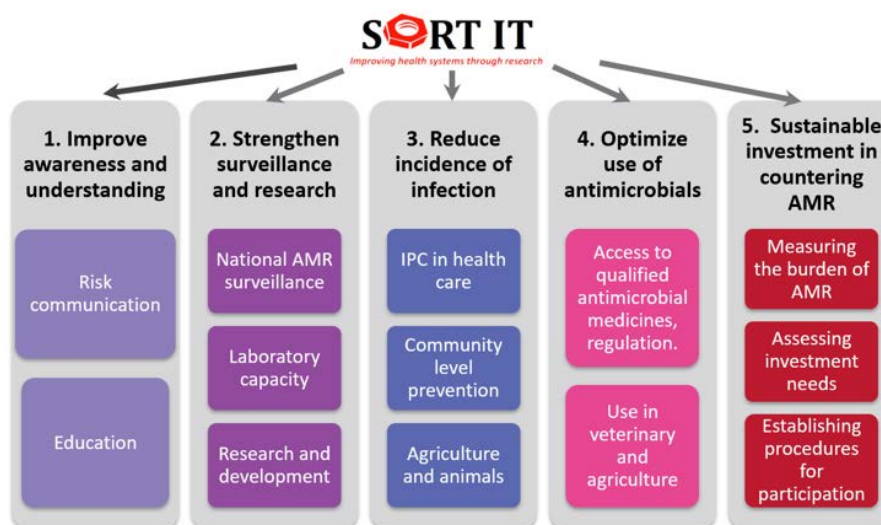 SORT IT
Improving health systems through research
1. Improve
awareness and
understanding
Risk
communication
Education
2. Strengthen
surveillance
and research
National AMR
surveillance
Laboratory
capacity
Research and
development
3. Reduce
incidence of
infection
IPC in health
care
Community
level
prevention
Agriculture
and animals
4. Optimize
use of
antimicrobials
Access to
qualified
antimicrobial
medicines,
regulation.
Use in
veterinary
and
agriculture
5. Sustainable
investment in
countering
AMR
Measuring
the burden of
AMR
Assessing
investment
needs
Establishing
procedures
for
participation